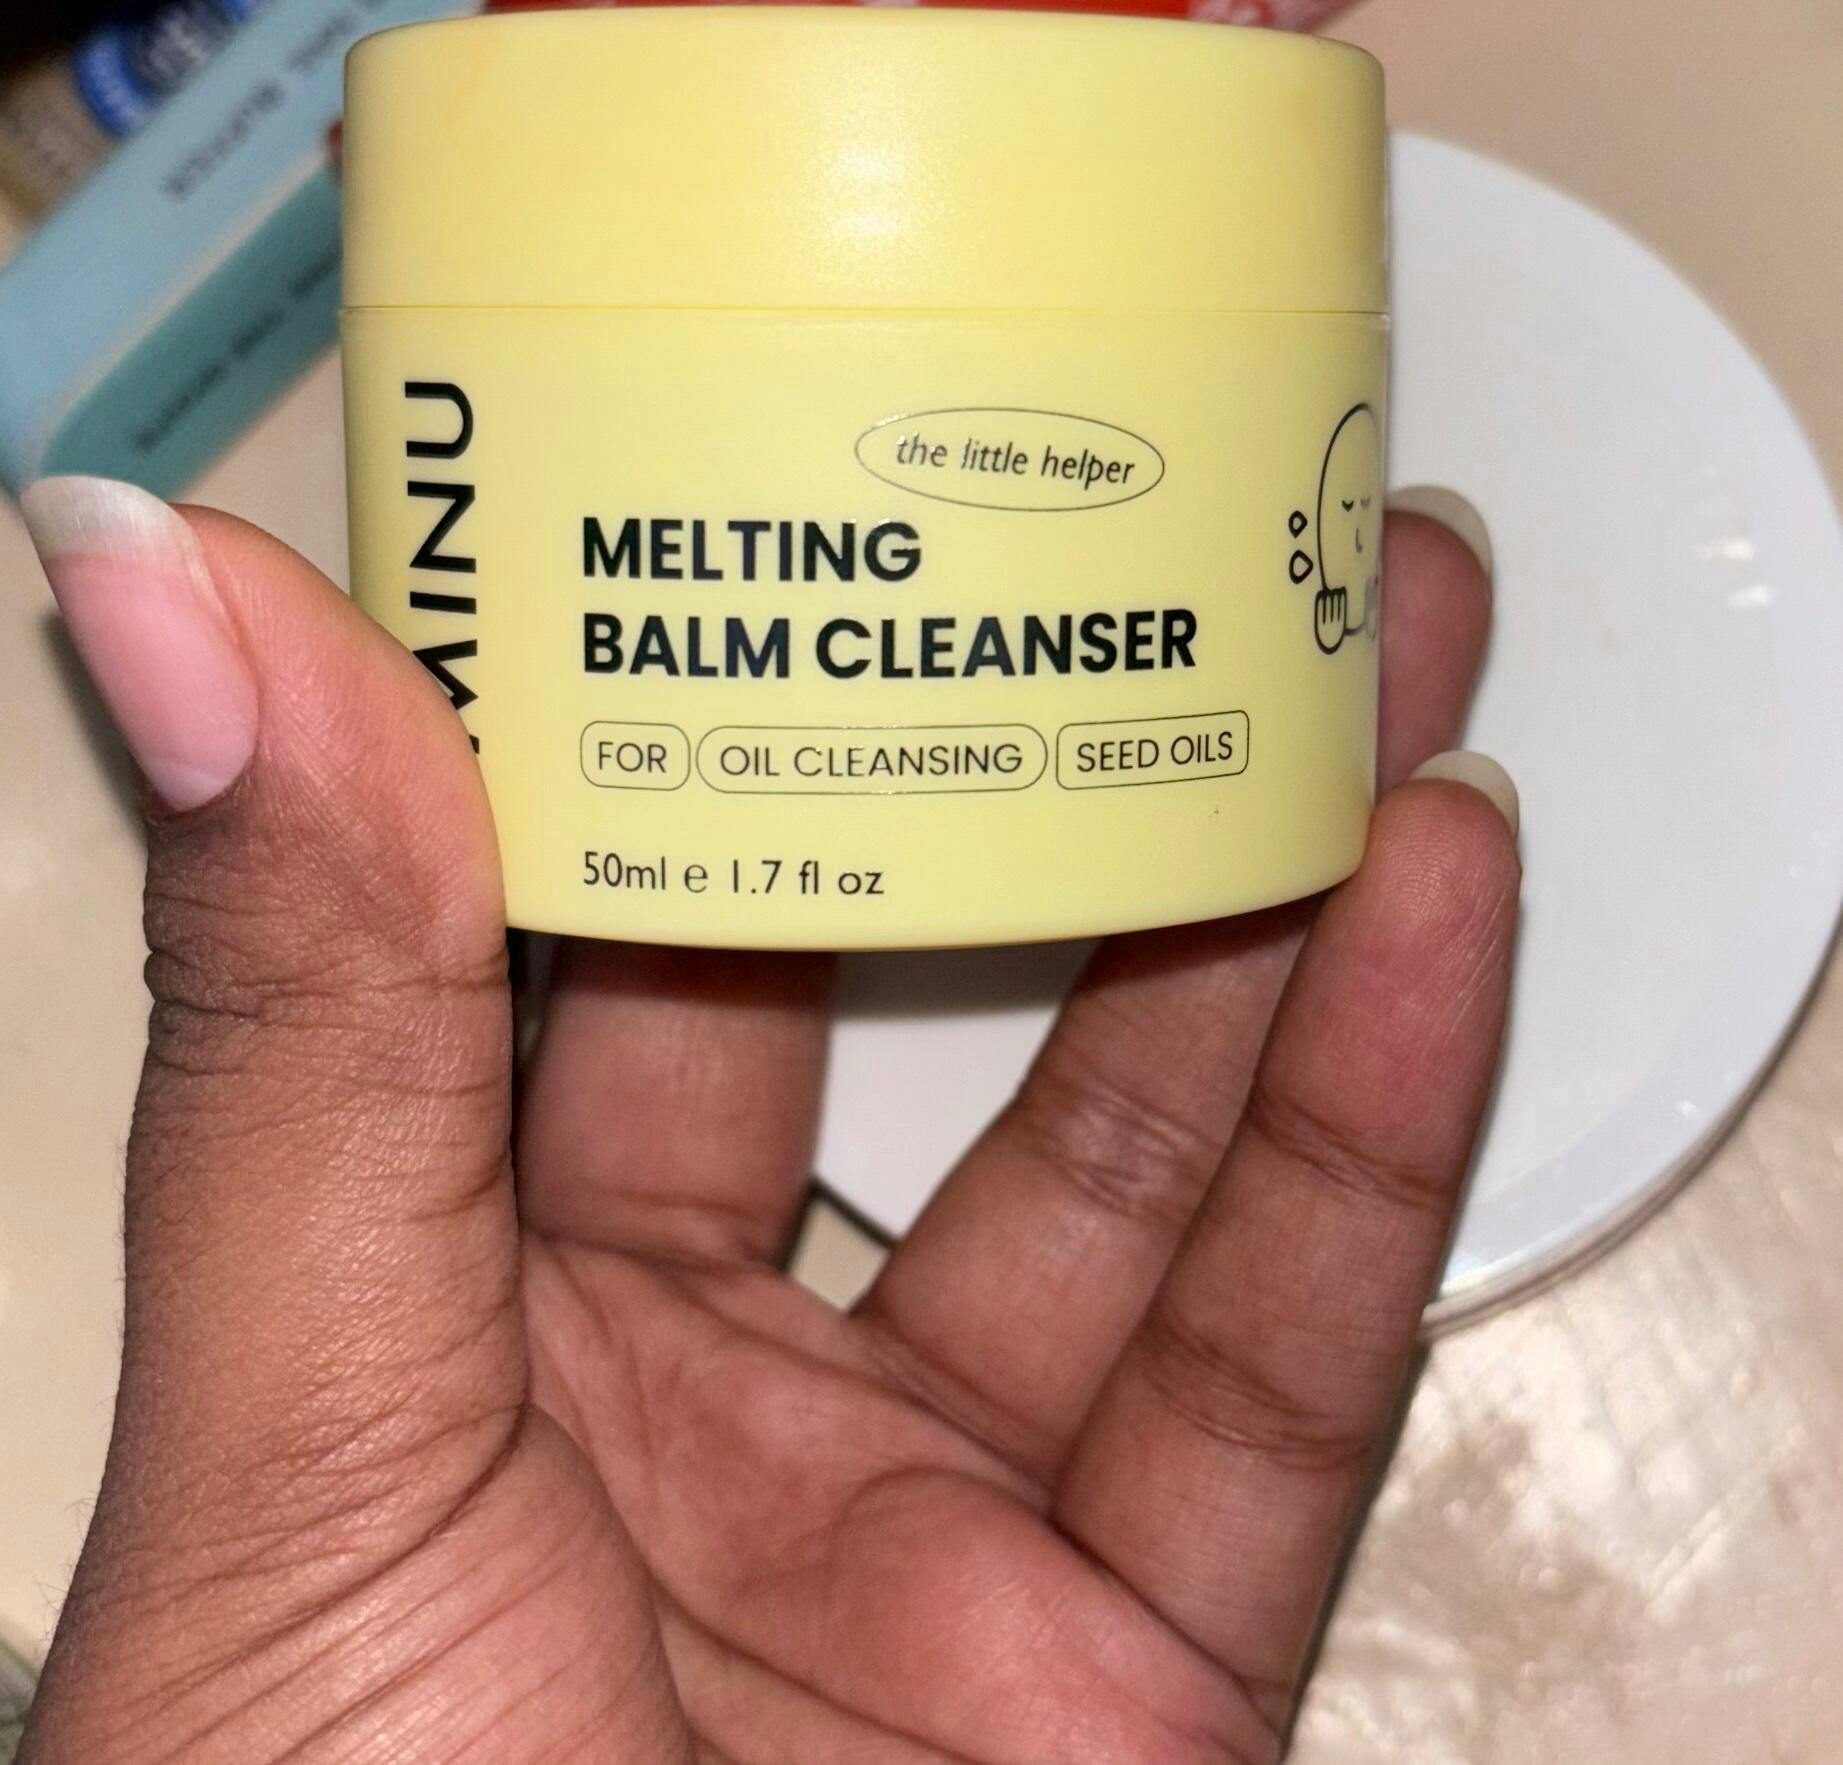 the little helper
MELTING
BALM CLEANSER
FOR OIL CLEANSING SEED OILS
50ml e 1.7 fl oz